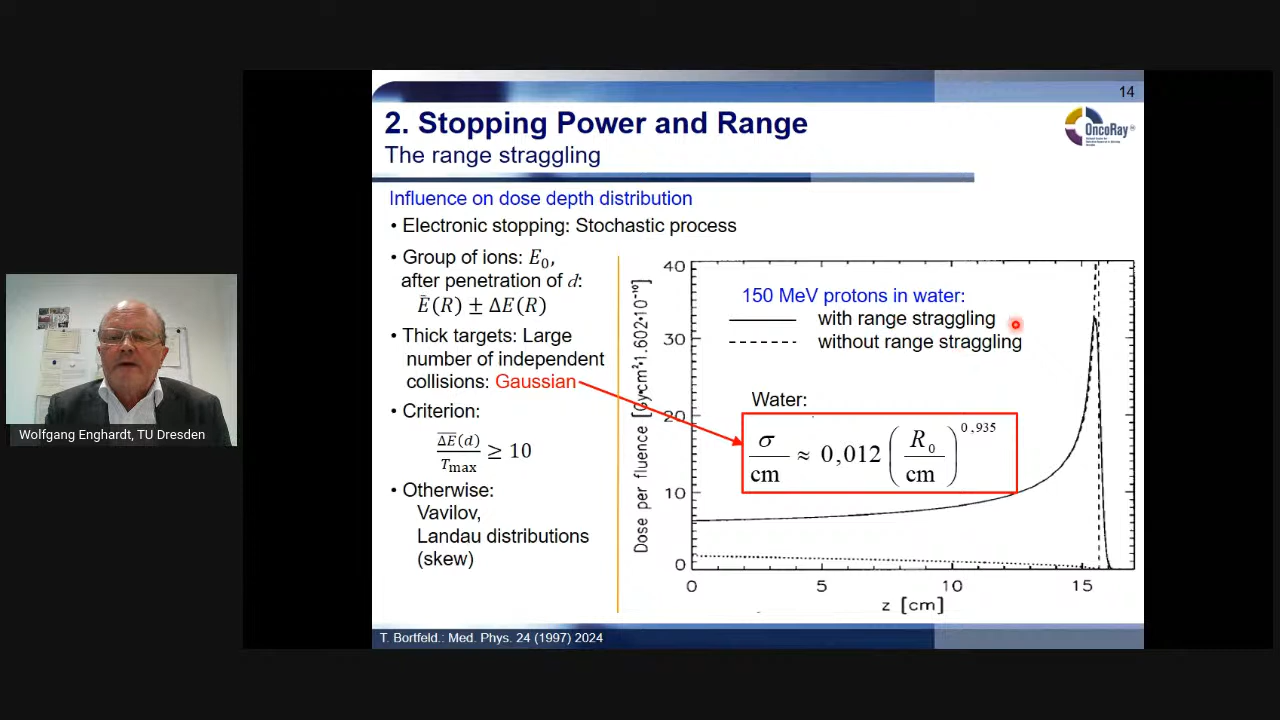 14
2. Stopping Power and Range
The range straggling
OncoRay
Influence on dose depth distribution
• Electronic stopping: Stochastic process
• Group of ions: E₀,
after penetration of d:
Ē(R) ± ΔE(R)
• Thick targets: Large
number of independent
collisions: Gaussian
• Criterion:
Δ̅E̅(d)
Tmax
≥ 10
• Otherwise:
Vavilov,
Landau distributions
(skew)
Dose per fluence [Gy•cm²•1.602•10⁻¹⁰]
40
30
20
10
0
150 MeV protons in water:
with range straggling
without range straggling
Water:
σ/cm ≈ 0,012 (R₀/cm)^0,935
0 5 10 15
z [cm]
T. Bortfeld.: Med. Phys. 24 (1997) 2024
Wolfgang Enghardt, TU Dresden